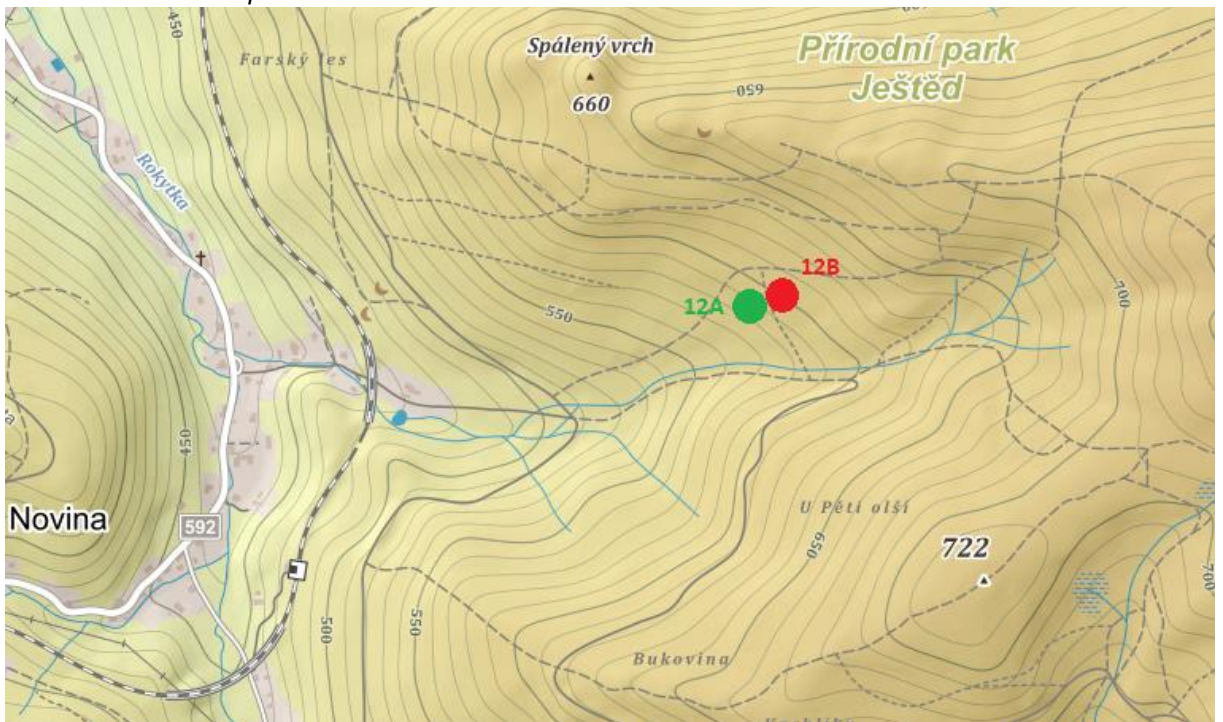 450
Farský les
Spálený vrch
660
Přírodní park
Ještěd
650
Rokytka
12B
12A
550
700
450
Novina
592
U Pěti olší
650
722
500
550
700
Bukovina